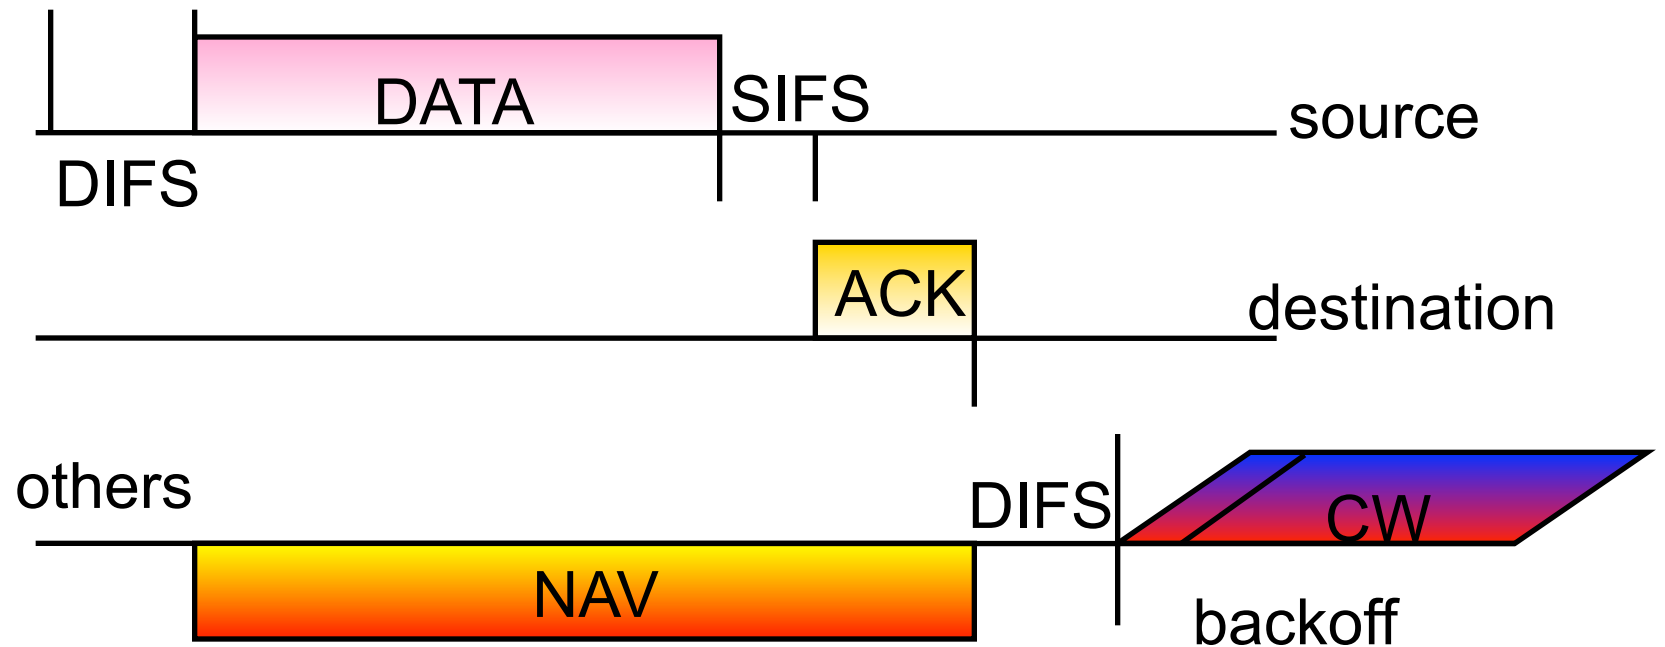 DATA
SIFS
source
DIFS
ACK
destination
others
DIFS
CW
NAV
backoff